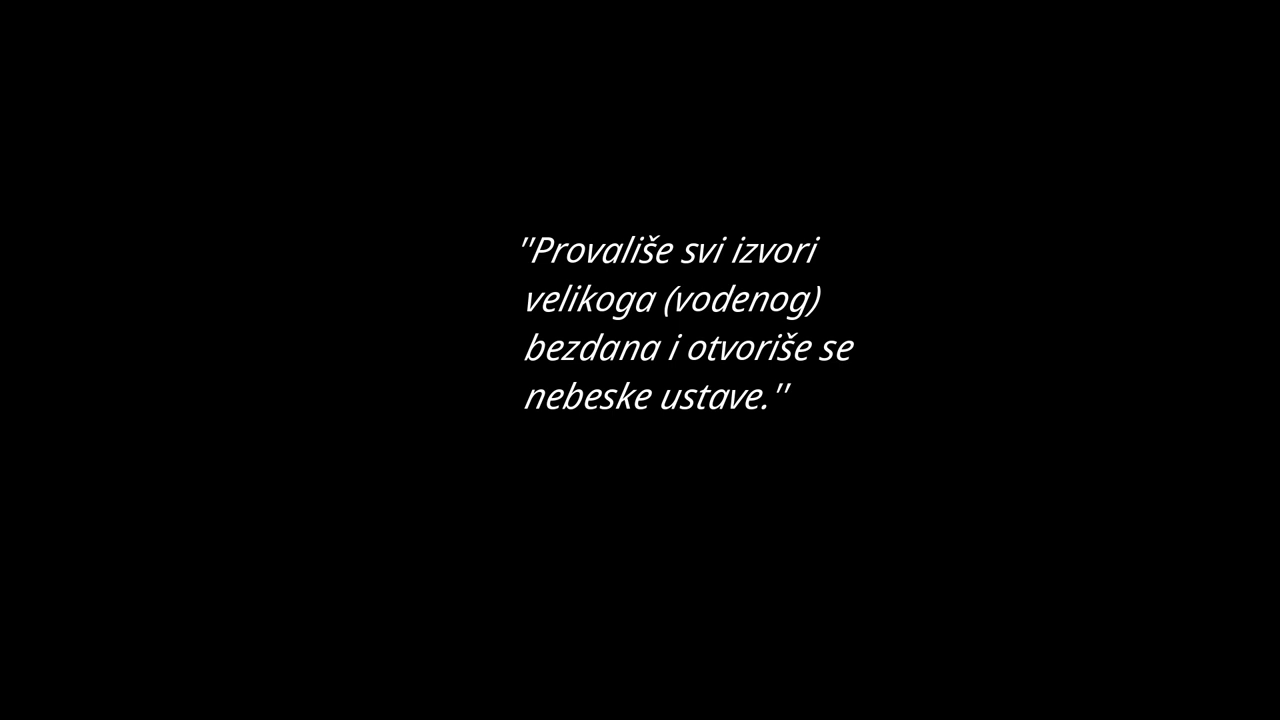 "Provališe svi izvori
velikoga (vodenog)
bezdana i otvoriše se
nebeske ustave."